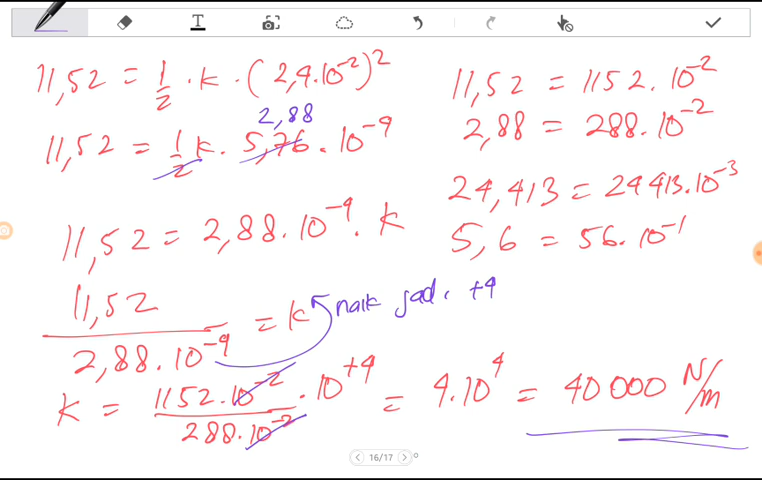 T
11,52 = 1/2 . k . (2,4.10⁻²)²
2,88
11,52 = 1/2 k . 5,76 . 10⁻⁴
11,52 = 2,88.10⁻⁴ . k
11,52 / 2,88.10⁻⁴ = k
naik jadi +4
k = 1152.10⁻² / 288.10⁻² . 10⁺⁴ = 4.10⁴ = 40 000 N/m
11,52 = 1152.10⁻²
2,88 = 288.10⁻²
24,413 = 24413.10⁻³
5,6 = 56.10⁻¹
16/17